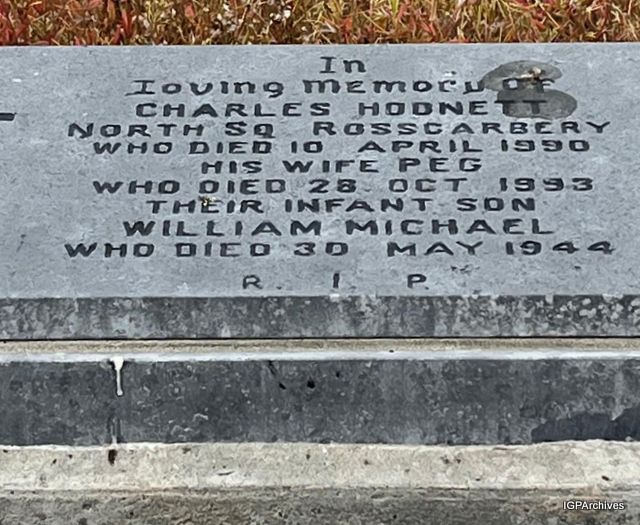 In
Loving Memory of
CHARLES HODNETT
NORTH SQ ROSSCARBERY
WHO DIED 10 APRIL 1990
HIS WIFE PEG
WHO DIED 28 OCT 1993
THEIR INFANT SON
WILLIAM MICHAEL
WHO DIED 30 MAY 1944
R. I. P.
IGPArchives